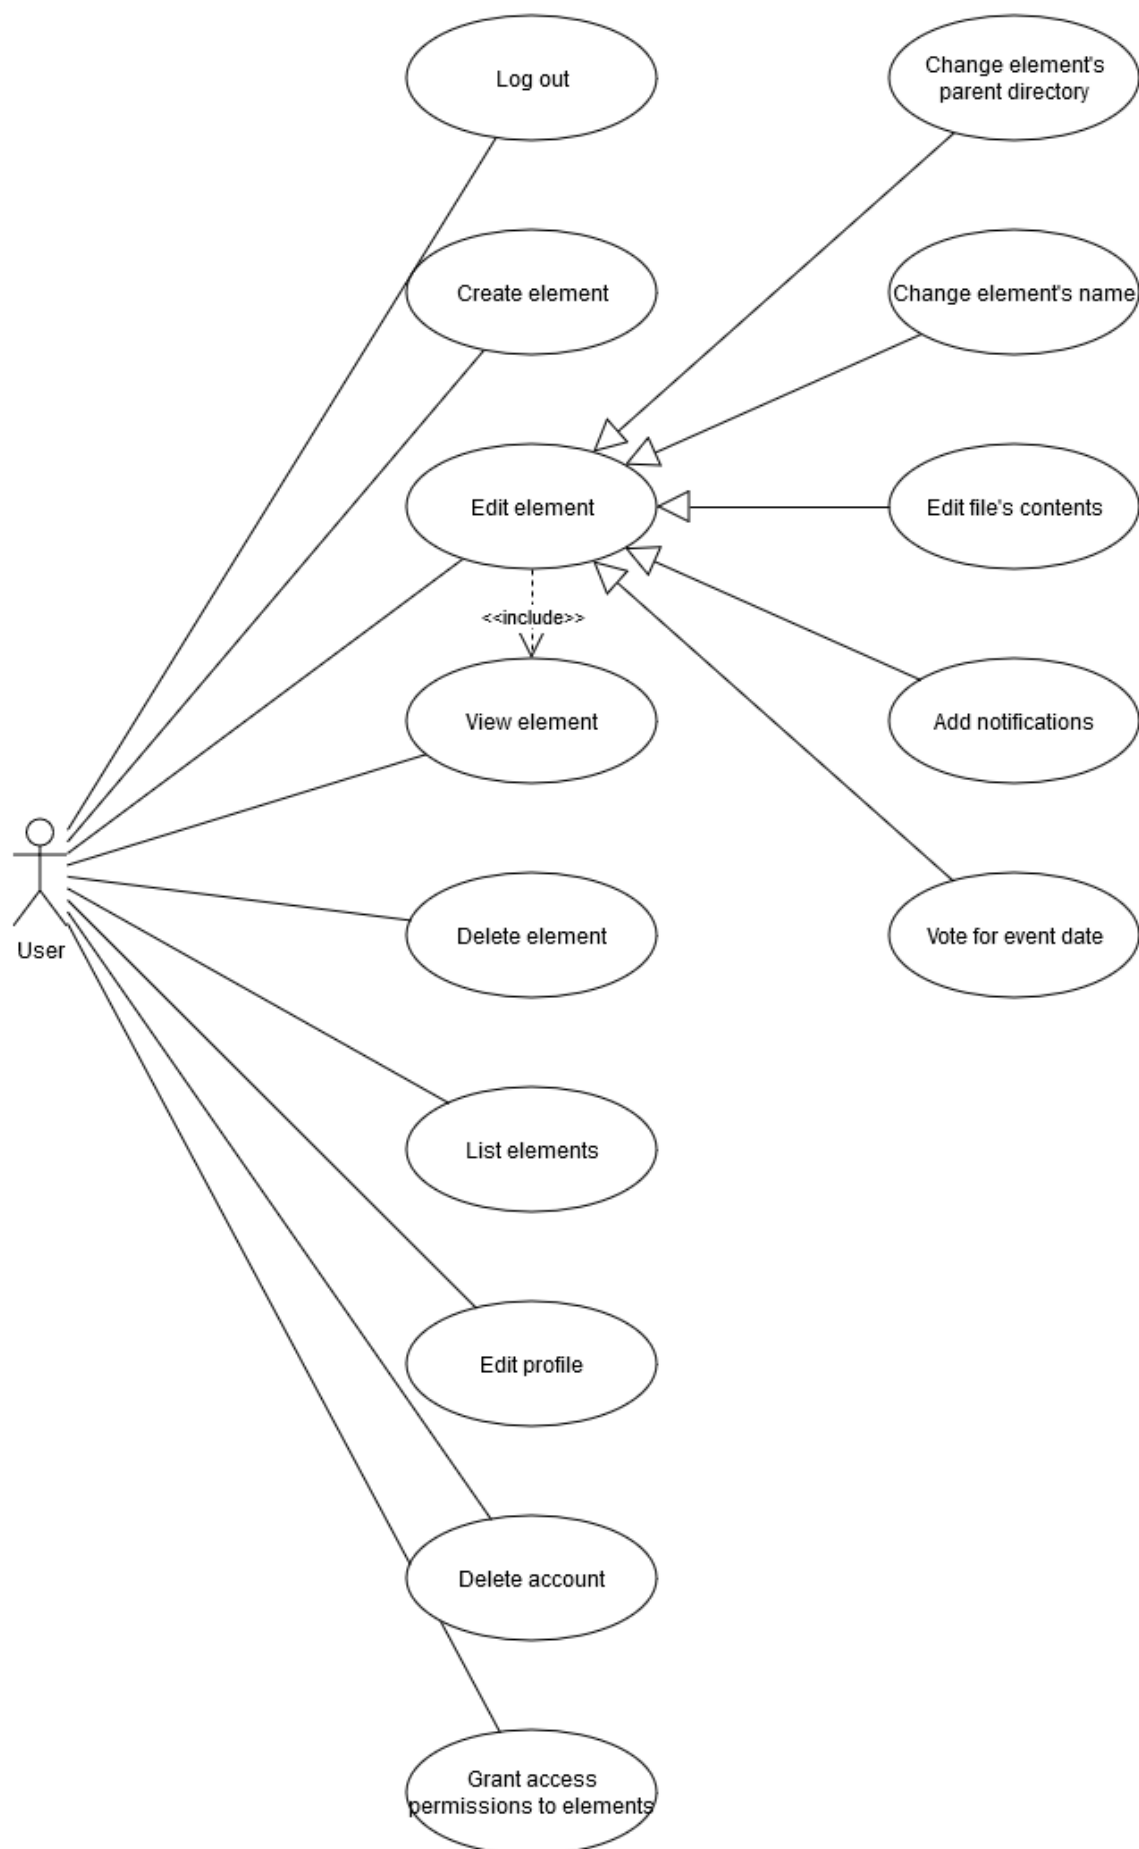 Log out
Change element's
parent directory
Create element
Change element's name
Edit element
Edit file's contents
<<include>>
View element
Add notifications
User
Delete element
Vote for event date
List elements
Edit profile
Delete account
Grant access
permissions to elements